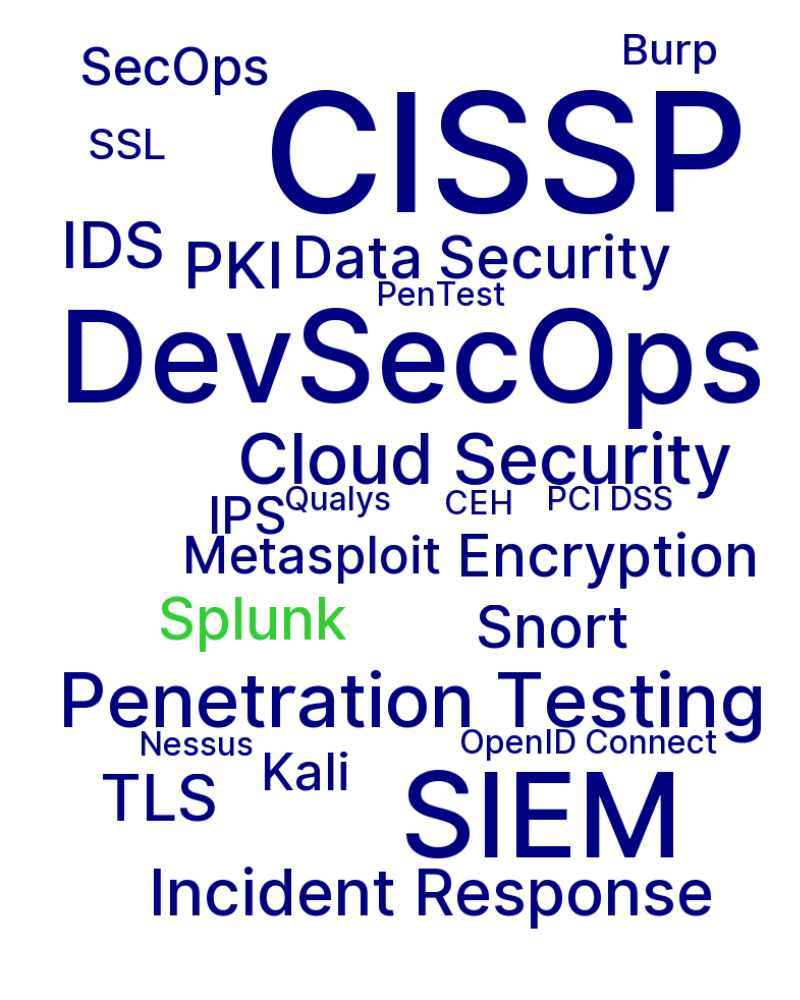 SecOps
Burp
CISSP
SSL
IDS
PKI
Data Security
PenTest
DevSecOps
Cloud Security
IPS
Qualys
CEH
PCI DSS
Metasploit
Encryption
Splunk
Snort
Penetration Testing
Nessus
OpenID Connect
Kali
TLS
SIEM
Incident Response